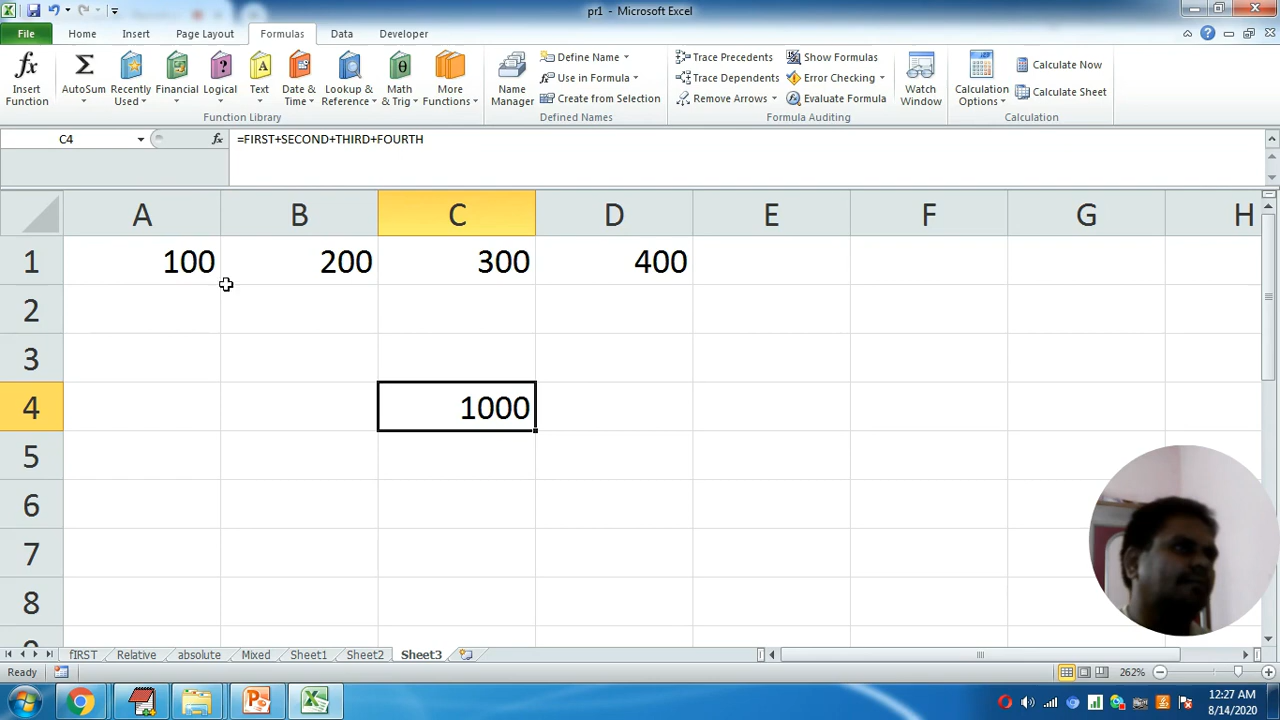 pr1 - Microsoft Excel
File Home Insert Page Layout Formulas Data Developer
fx Insert Function
Σ AutoSum
Recently Used
Financial
Logical
Text
Date & Time
Lookup & Reference
Math & Trig
More Functions
Function Library
Name Manager
Define Name
Use in Formula
Create from Selection
Defined Names
Trace Precedents
Trace Dependents
Remove Arrows
Show Formulas
Error Checking
Evaluate Formula
Formula Auditing
Watch Window
Calculation Options
Calculate Now
Calculate Sheet
Calculation
C4 fx =FIRST+SECOND+THIRD+FOURTH
A B C D E F G H
1 100 200 300 400
2
3
4 1000
5
6
7
8
fIRST Relative absolute Mixed Sheet1 Sheet2 Sheet3
Ready 262%
12:27 AM
8/14/2020